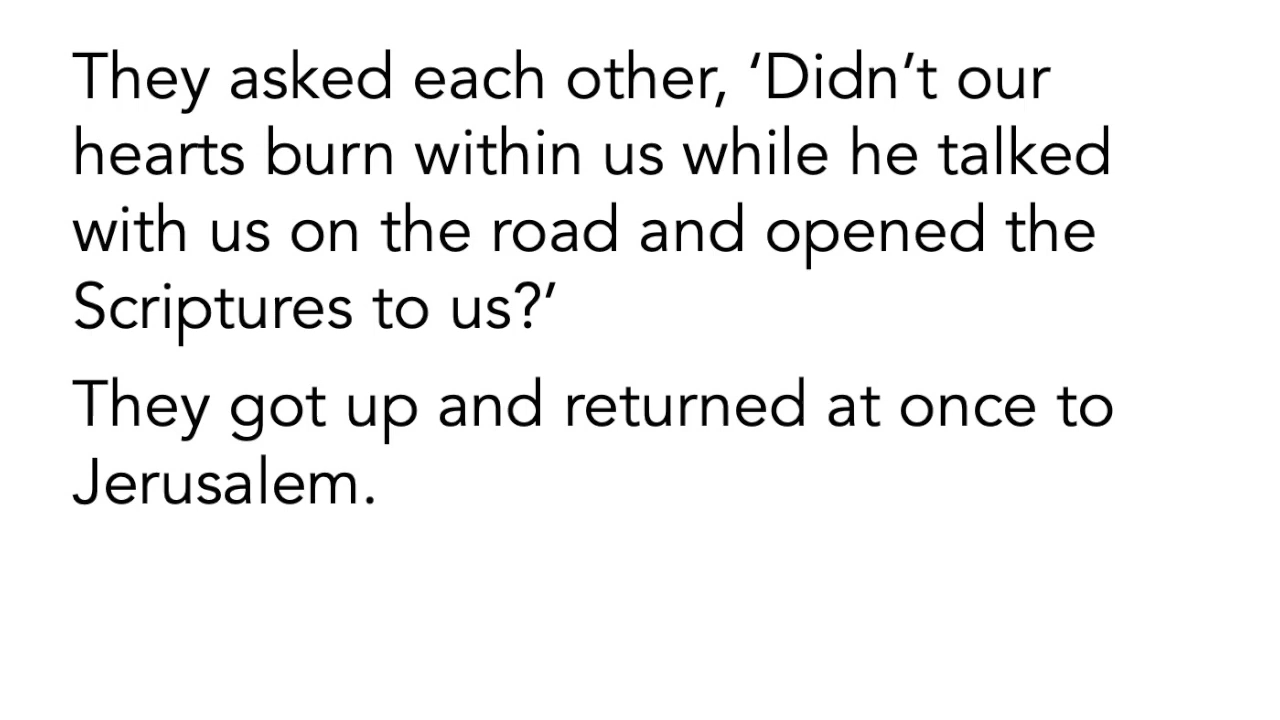 They asked each other, ‘Didn’t our
hearts burn within us while he talked
with us on the road and opened the
Scriptures to us?’
They got up and returned at once to
Jerusalem.